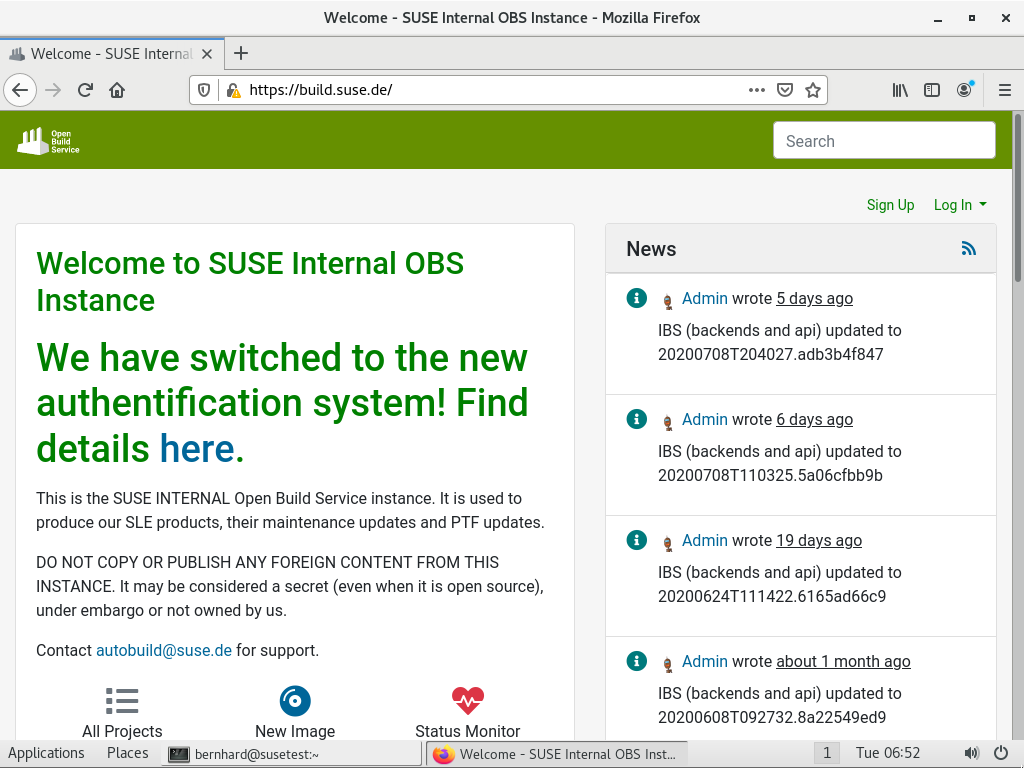 Welcome - SUSE Internal OBS Instance - Mozilla Firefox
Welcome - SUSE Internal
https://build.suse.de/
Open
Build
Service
Search
Sign Up Log In
Welcome to SUSE Internal OBS
Instance
We have switched to the new
authentification system! Find
details here.
This is the SUSE INTERNAL Open Build Service instance. It is used to
produce our SLE products, their maintenance updates and PTF updates.
DO NOT COPY OR PUBLISH ANY FOREIGN CONTENT FROM THIS
INSTANCE. It may be considered a secret (even when it is open source),
under embargo or not owned by us.
Contact autobuild@suse.de for support.
All Projects
New Image
Status Monitor
News
Admin wrote 5 days ago
IBS (backends and api) updated to
20200708T204027.adb3b4f847
Admin wrote 6 days ago
IBS (backends and api) updated to
20200708T110325.5a06cfbb9b
Admin wrote 19 days ago
IBS (backends and api) updated to
20200624T111422.6165ad66c9
Admin wrote about 1 month ago
IBS (backends and api) updated to
20200608T092732.8a22549ed9
Applications Places bernhard@susetest:~ Welcome - SUSE Internal OBS Inst... 1 Tue 06:52